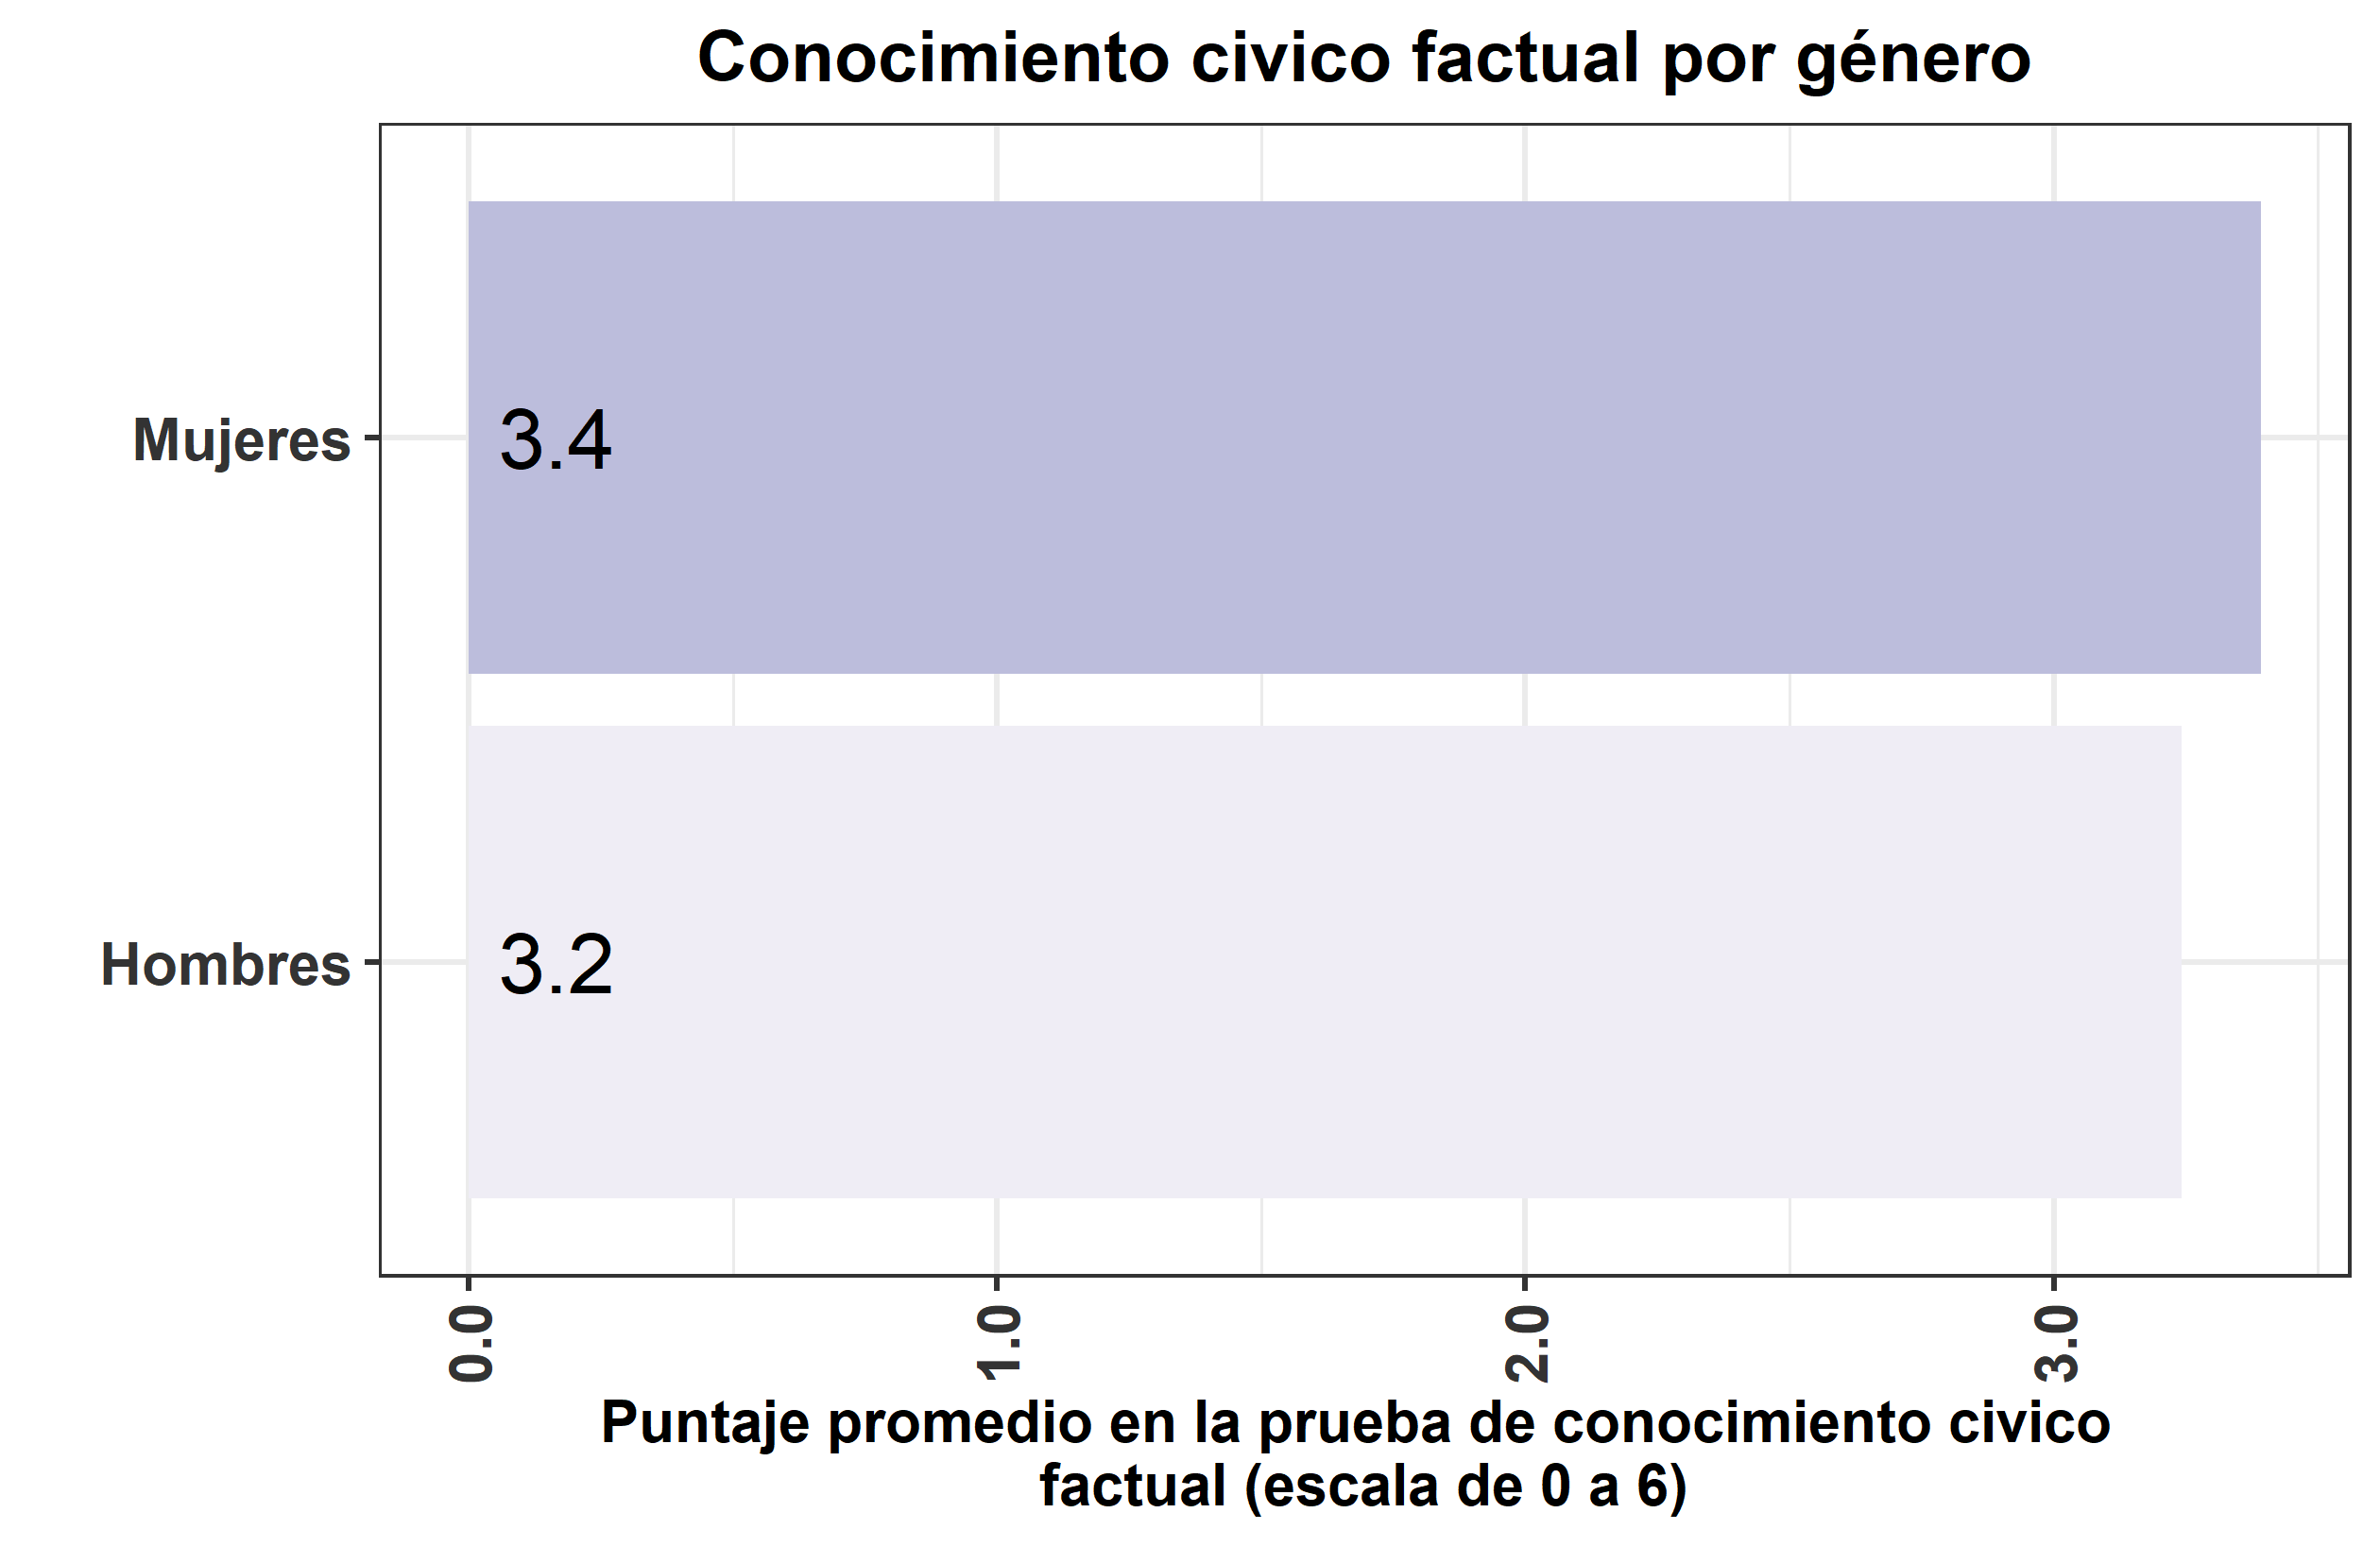 Conocimiento civico factual por género
Mujeres
3.4
Hombres
3.2
0.0
1.0
2.0
3.0
Puntaje promedio en la prueba de conocimiento civico
factual (escala de 0 a 6)